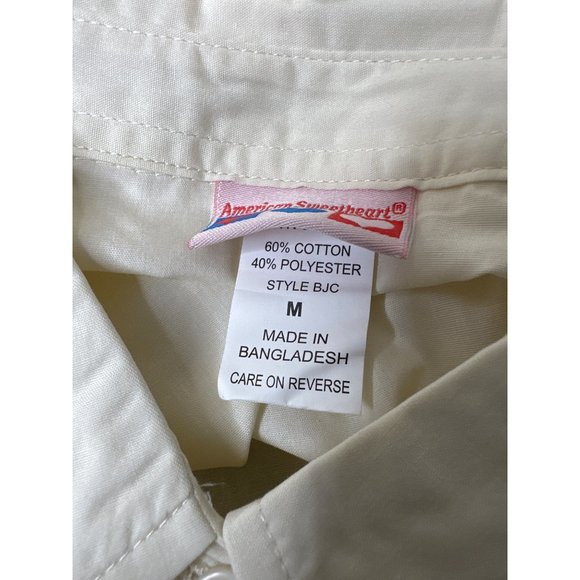 American Sweetheart®
60% COTTON
40% POLYESTER
STYLE BJC
M
MADE IN
BANGLADESH
CARE ON REVERSE